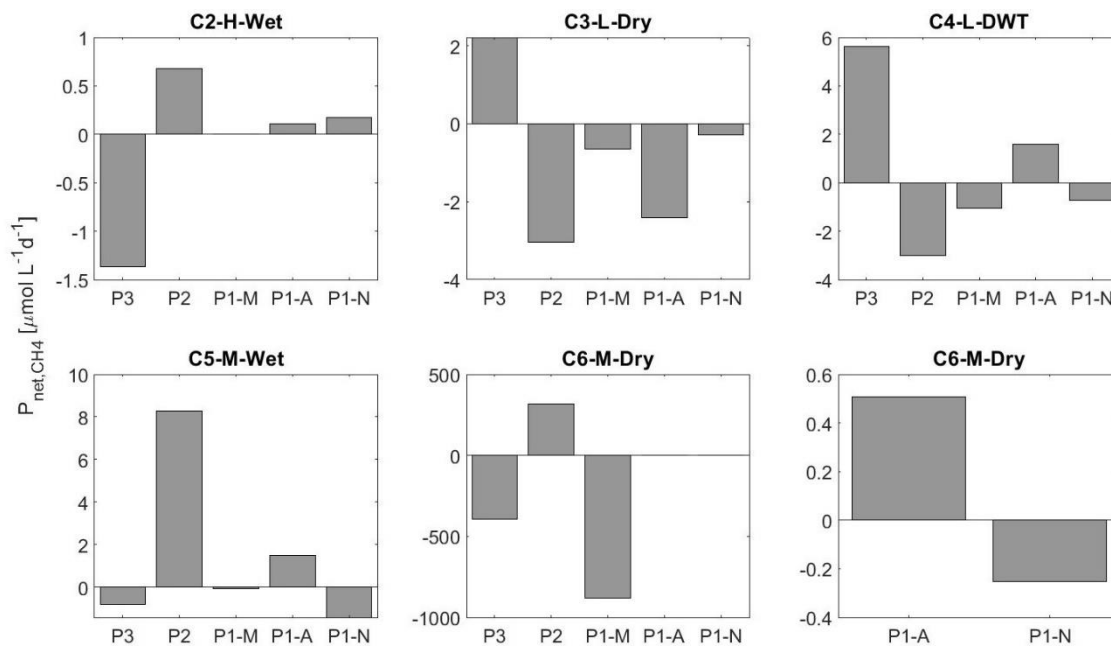 C2-H-Wet
1
0.5
0
-0.5
-1
-1.5
P3 P2 P1-M P1-A P1-N
C3-L-Dry
2
0
-2
-4
P3 P2 P1-M P1-A P1-N
C4-L-DWT
6
4
2
0
-2
-4
P3 P2 P1-M P1-A P1-N
P_net,CH4 [μmol L⁻¹d⁻¹]
C5-M-Wet
10
8
6
4
2
0
P3 P2 P1-M P1-A P1-N
C6-M-Dry
500
0
-500
-1000
P3 P2 P1-M P1-A P1-N
C6-M-Dry
0.6
0.4
0.2
0
-0.2
-0.4
P1-A P1-N